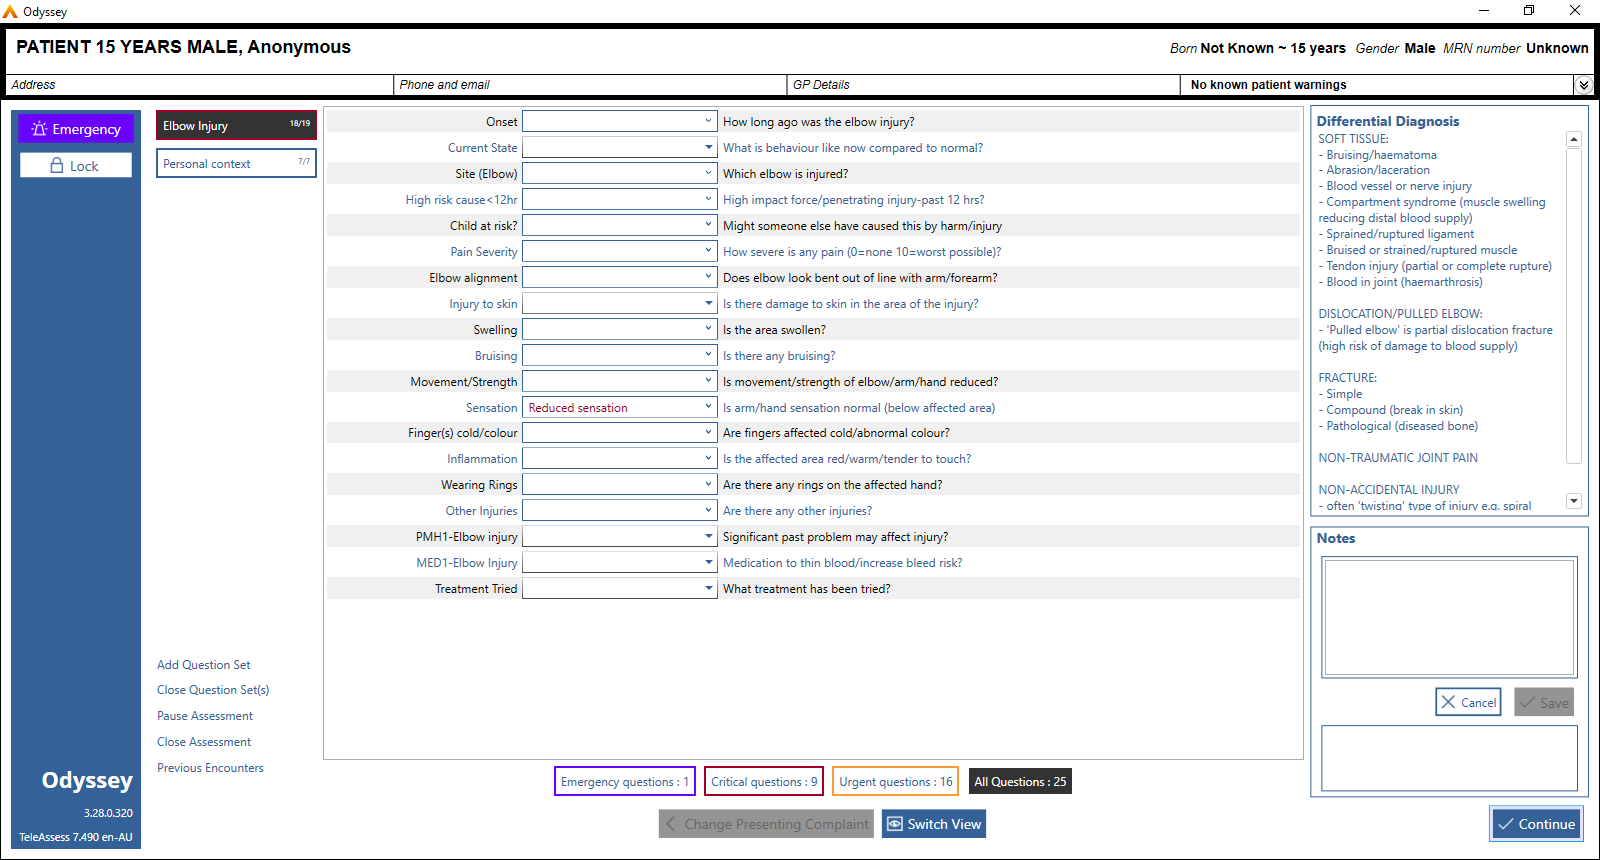 Odyssey
PATIENT 15 YEARS MALE, Anonymous
Born Not Known ~ 15 years Gender Male MRN number Unknown
Address
Phone and email
GP Details
No known patient warnings
Emergency
Lock
Elbow Injury 18/19
Personal context 7/7
Onset How long ago was the elbow injury?
Current State What is behaviour like now compared to normal?
Site (Elbow) Which elbow is injured?
High risk cause<12hr High impact force/penetrating injury-past 12 hrs?
Child at risk? Might someone else have caused this by harm/injury
Pain Severity How severe is any pain (0=none 10=worst possible)?
Elbow alignment Does elbow look bent out of line with arm/forearm?
Injury to skin Is there damage to skin in the area of the injury?
Swelling Is the area swollen?
Bruising Is there any bruising?
Movement/Strength Is movement/strength of elbow/arm/hand reduced?
Sensation Reduced sensation Is arm/hand sensation normal (below affected area)
Finger(s) cold/colour Are fingers affected cold/abnormal colour?
Inflammation Is the affected area red/warm/tender to touch?
Wearing Rings Are there any rings on the affected hand?
Other Injuries Are there any other injuries?
PMH1-Elbow injury Significant past problem may affect injury?
MED1-Elbow Injury Medication to thin blood/increase bleed risk?
Treatment Tried What treatment has been tried?
Differential Diagnosis
SOFT TISSUE:
- Bruising/haematoma
- Abrasion/laceration
- Blood vessel or nerve injury
- Compartment syndrome (muscle swelling
reducing distal blood supply)
- Sprained/ruptured ligament
- Bruised or strained/ruptured muscle
- Tendon injury (partial or complete rupture)
- Blood in joint (haemarthrosis)
DISLOCATION/PULLED ELBOW:
- 'Pulled elbow' is partial dislocation fracture
(high risk of damage to blood supply)
FRACTURE:
- Simple
- Compound (break in skin)
- Pathological (diseased bone)
NON-TRAUMATIC JOINT PAIN
NON-ACCIDENTAL INJURY
- often 'twisting' type of injury e.g. spiral
Notes
Cancel
Save
Add Question Set
Close Question Set(s)
Pause Assessment
Close Assessment
Previous Encounters
Odyssey
3.28.0.320
TeleAssess 7.490 en-AU
Emergency questions : 1
Critical questions : 9
Urgent questions : 16
All Questions : 25
Change Presenting Complaint
Switch View
Continue